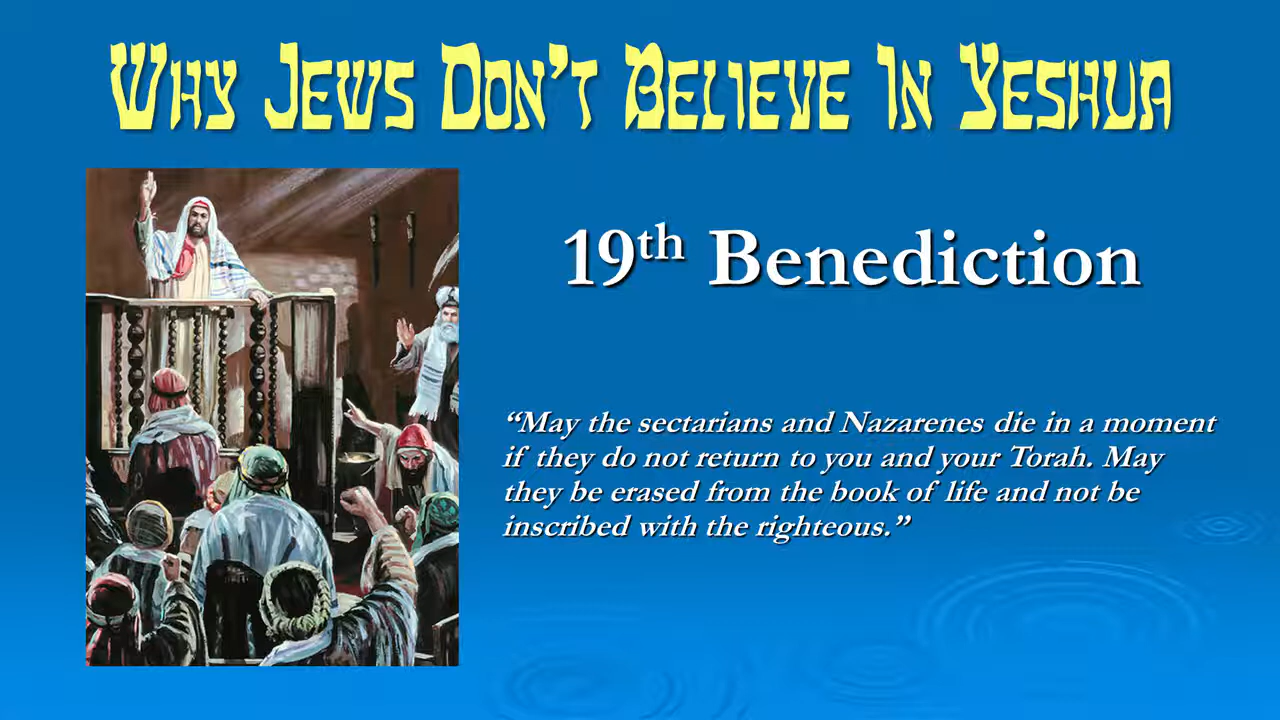 Why Jews Don't Believe In Yeshua
19th Benediction
“May the sectarians and Nazarenes die in a moment
if they do not return to you and your Torah. May
they be erased from the book of life and not be
inscribed with the righteous.”